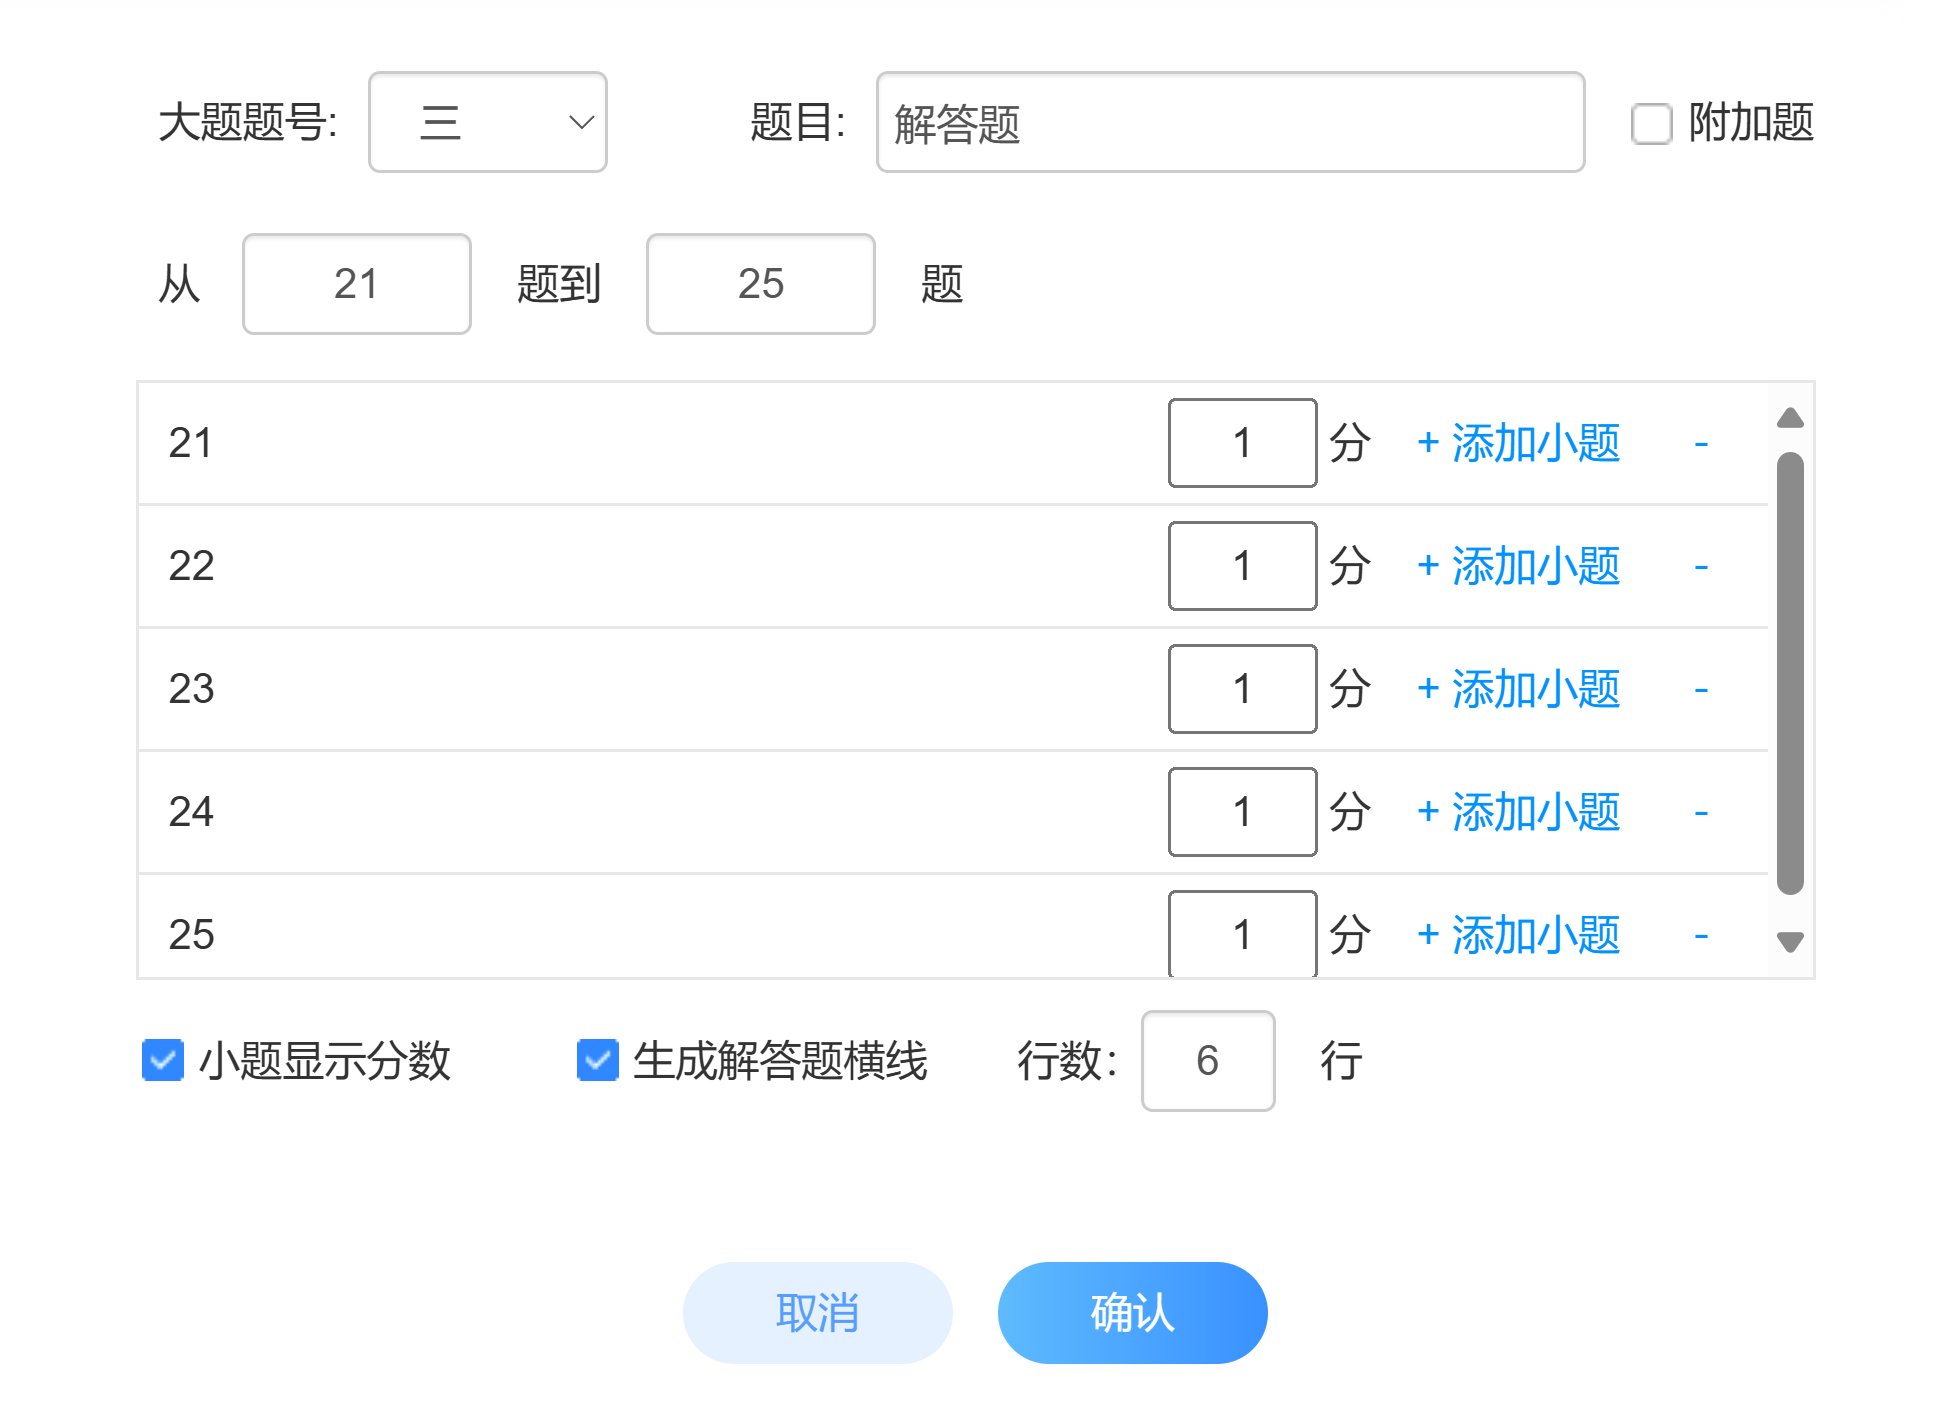 大题题号: 三 题目: 解答题 附加题
从 21 题到 25 题
21 1 分 + 添加小题 -
22 1 分 + 添加小题 -
23 1 分 + 添加小题 -
24 1 分 + 添加小题 -
25 1 分 + 添加小题 -
小题显示分数 生成解答题横线 行数: 6 行
取消 确认